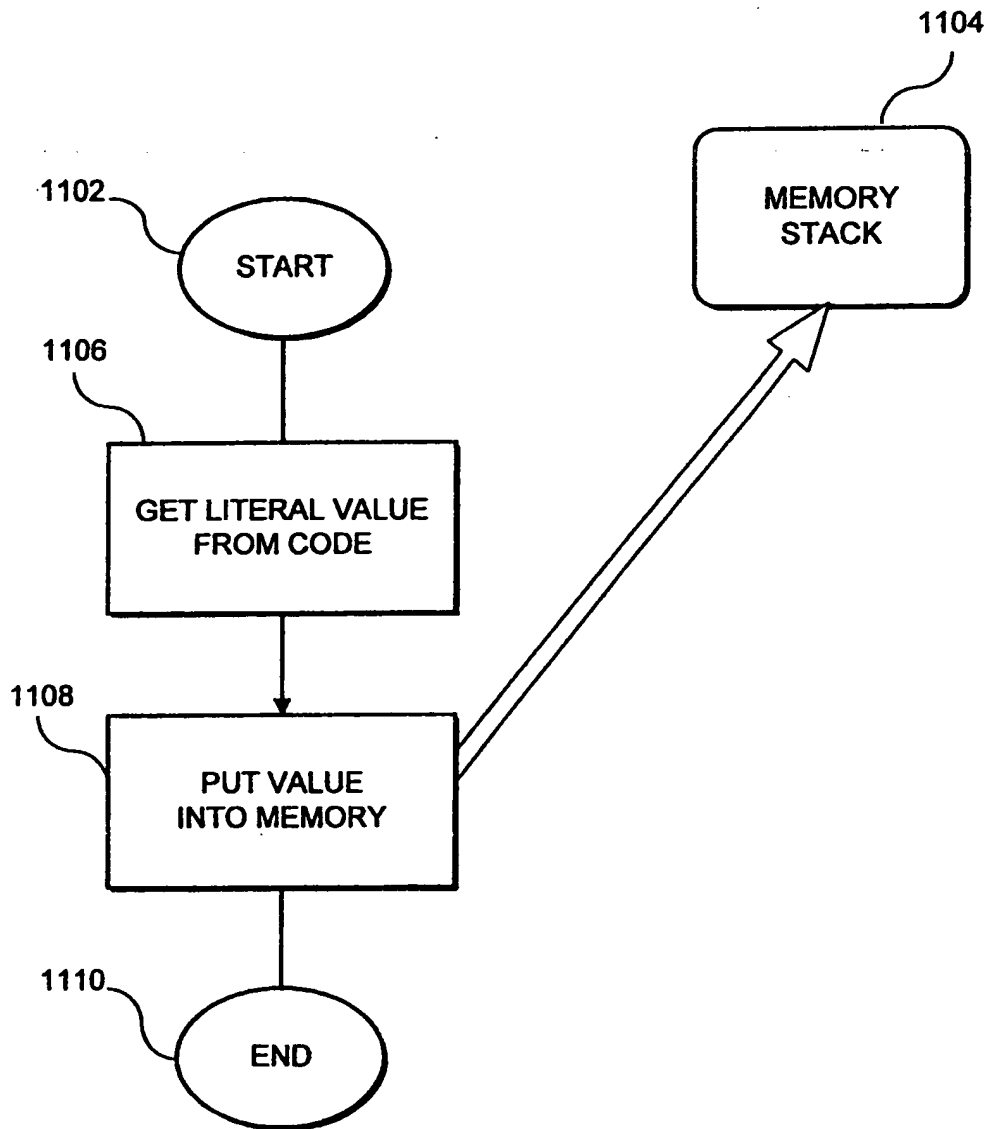 1104
MEMORY
STACK
1102
START
1106
GET LITERAL VALUE
FROM CODE
1108
PUT VALUE
INTO MEMORY
1110
END